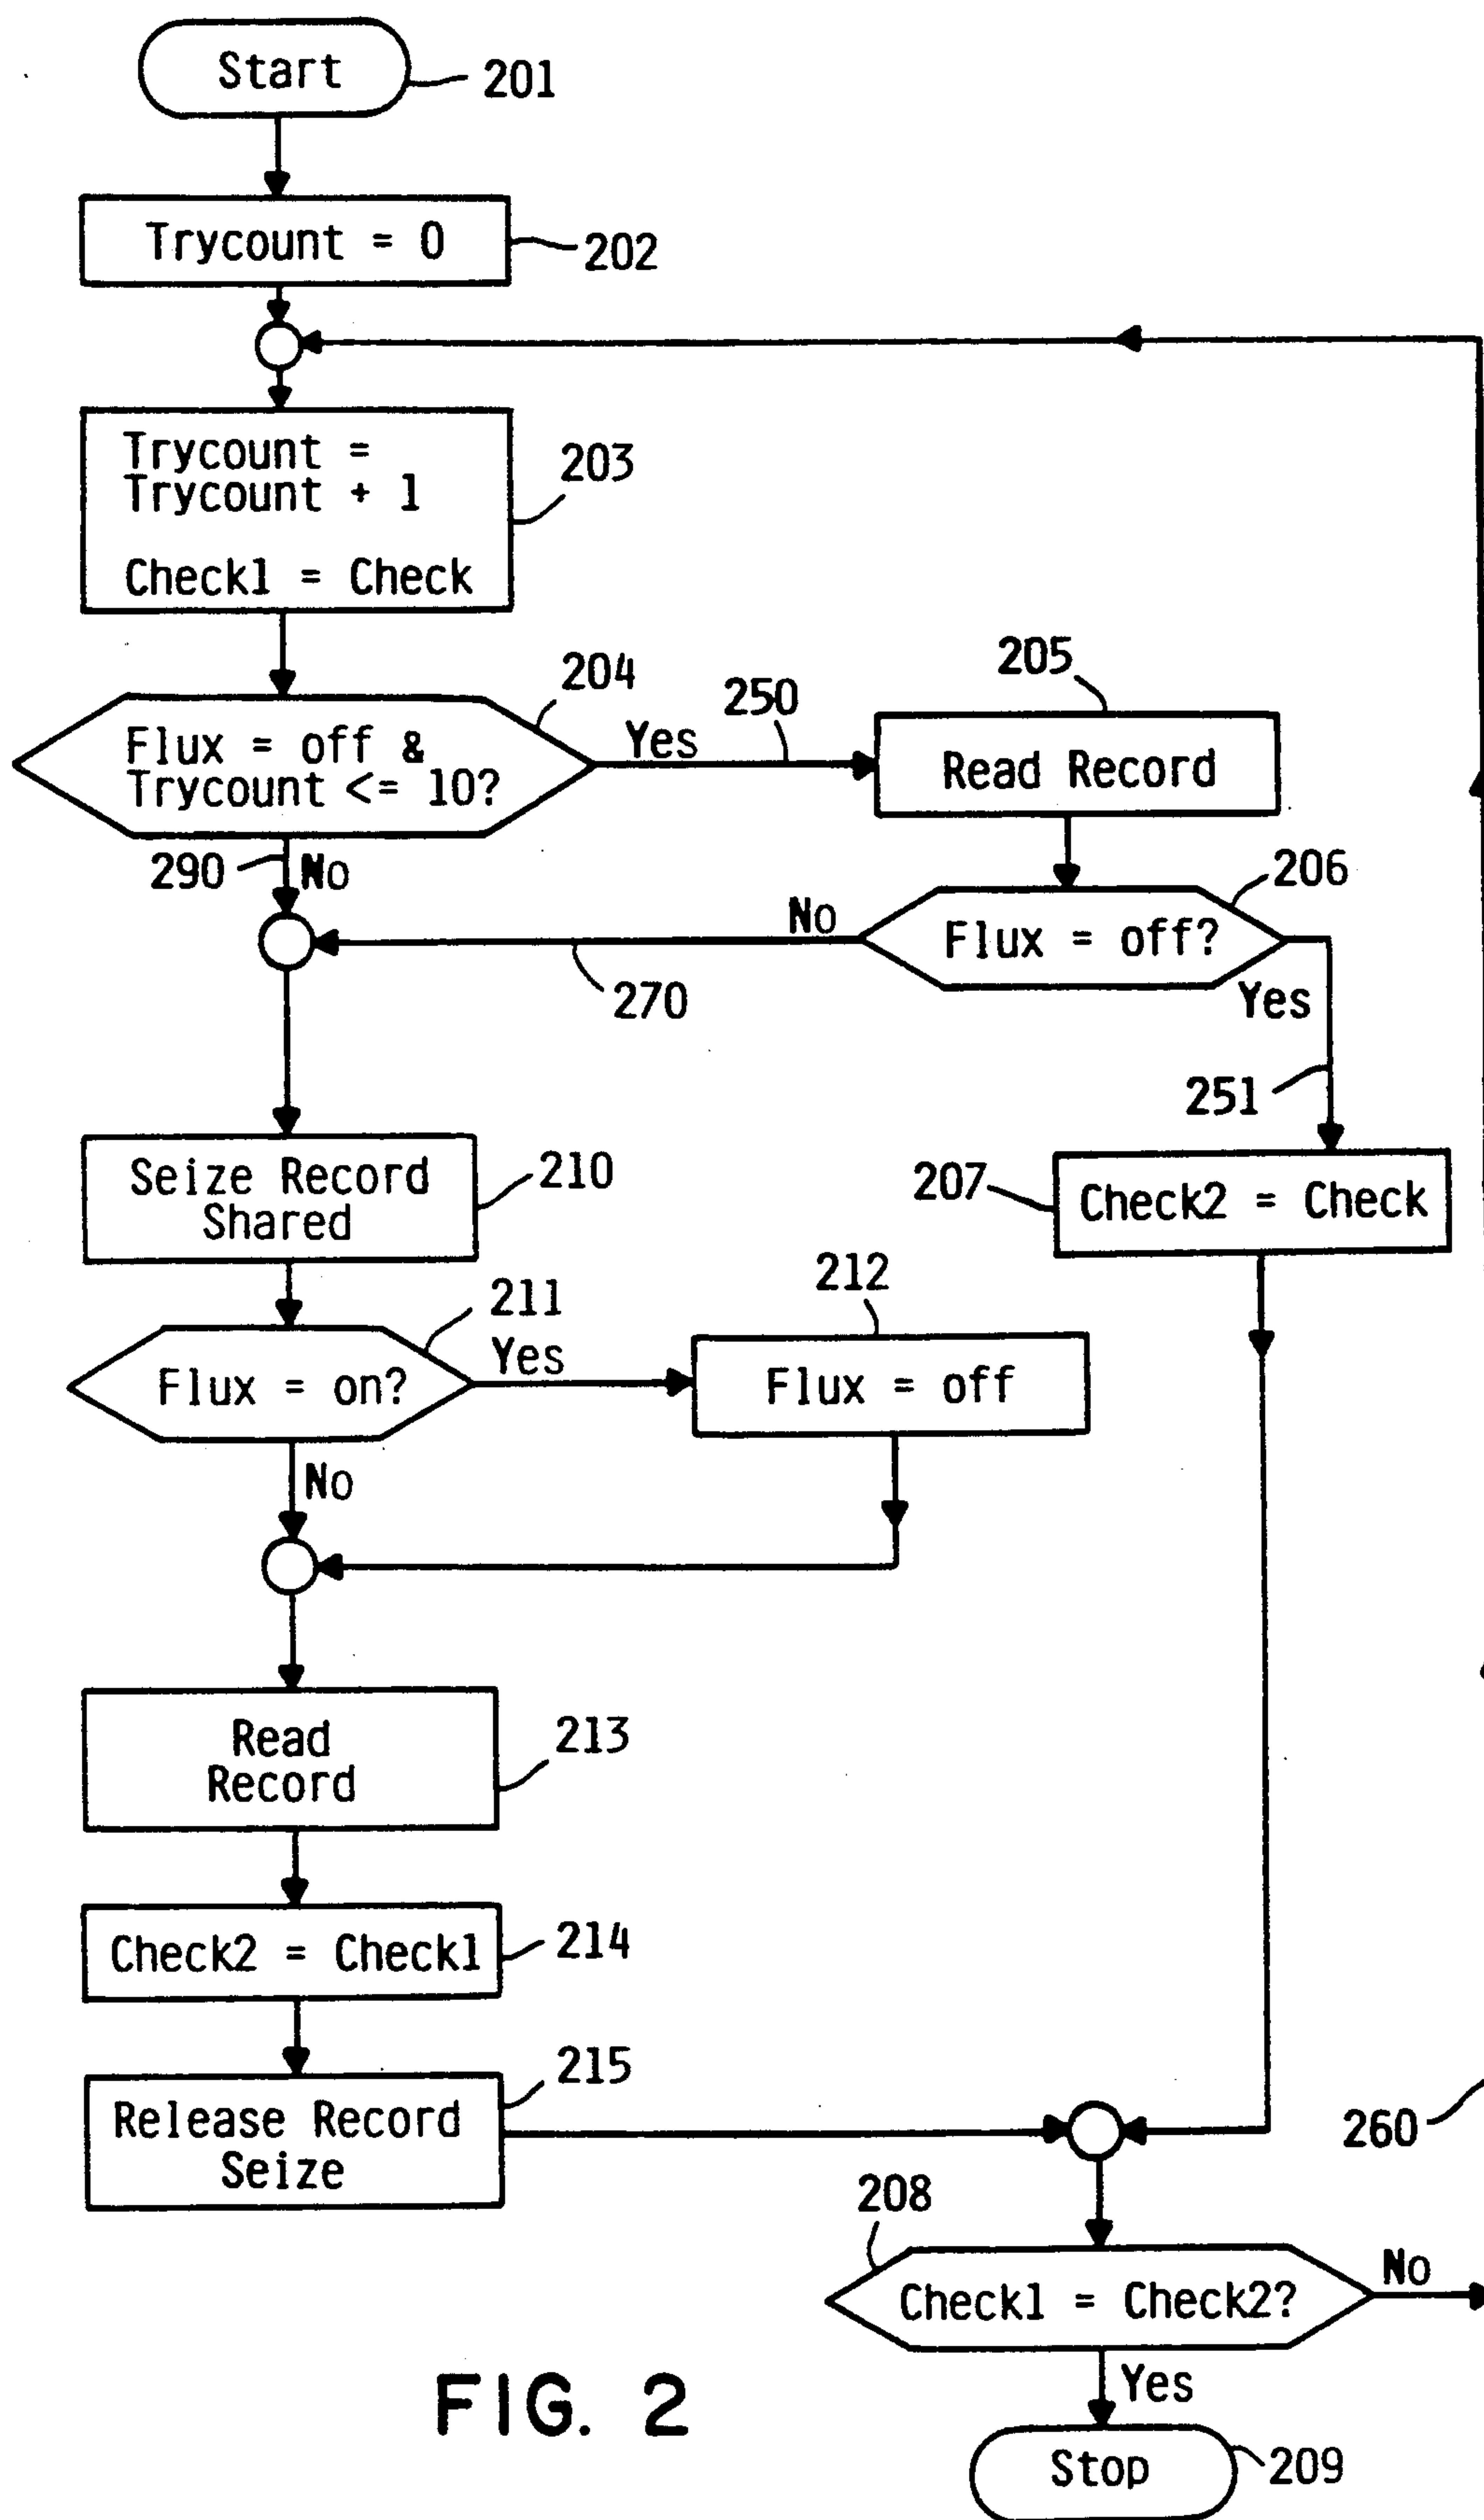 Start
201
Trycount = 0
202
Trycount =
Trycount + 1
Check1 = Check
203
204
Flux = off &
Trycount <= 10?
Yes
250
205
Read Record
290
No
206
Flux = off?
No
270
Yes
251
Seize Record
Shared
210
207
Check2 = Check
211
Flux = on?
Yes
212
Flux = off
No
Read
Record
213
Check2 = Check1
214
Release Record
Seize
215
260
208
Check1 = Check2?
No
Yes
FIG. 2
Stop
209